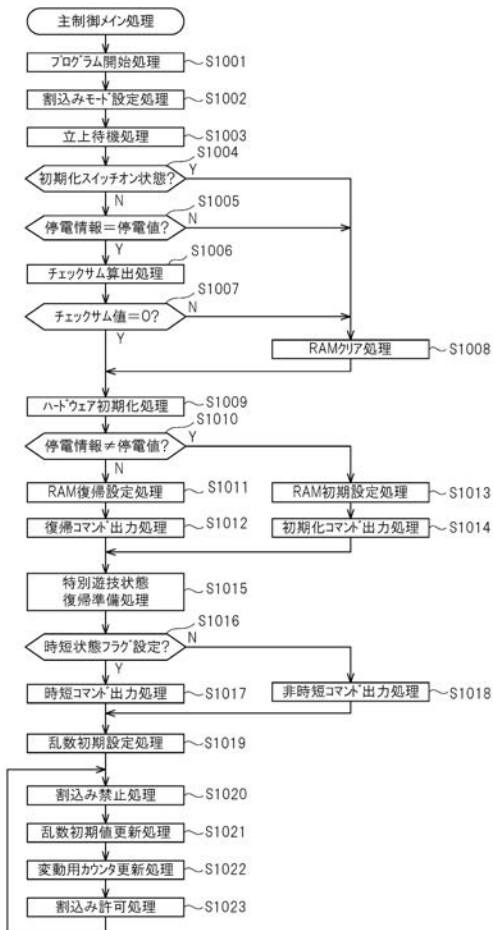 主制御メイン処理
プログラム開始処理 S1001
割込みモード設定処理 S1002
立上待機処理 S1003
S1004
初期化スイッチオン状態? Y
N
S1005
停電情報=停電値? N
Y
S1006
チェックサム算出処理
S1007
チェックサム値=0? N
Y
RAMクリア処理 S1008
ハードウェア初期化処理 S1009
S1010
停電情報≠停電値? Y
N
RAM復帰設定処理 S1011
RAM初期設定処理 S1013
復帰コマンド出力処理 S1012
初期化コマンド出力処理 S1014
特別遊技状態
復帰準備処理 S1015
S1016
時短状態フラグ設定? N
Y
時短コマンド出力処理 S1017
非時短コマンド出力処理 S1018
乱数初期設定処理 S1019
割込み禁止処理 S1020
乱数初期値更新処理 S1021
変動用カウンタ更新処理 S1022
割込み許可処理 S1023